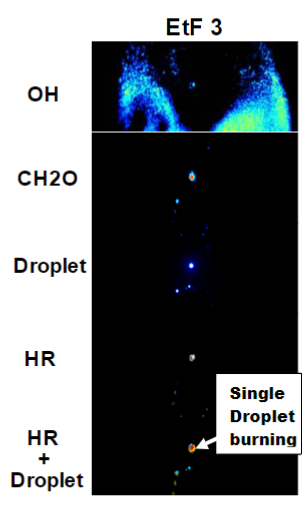 EtF 3
OH
CH2O
Droplet
HR
Single
Droplet
burning
HR
+
Droplet